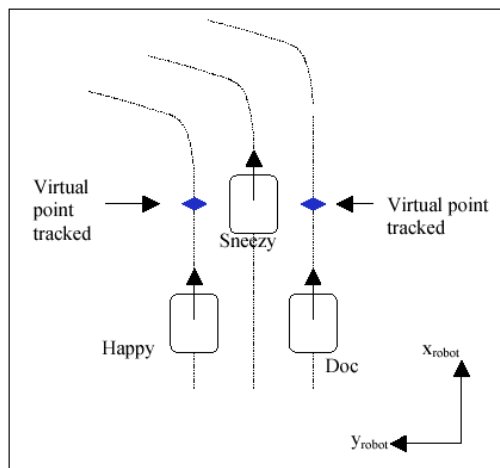 Virtual
point
tracked
Virtual point
tracked
Sneezy
Happy
Doc
x robot
y robot